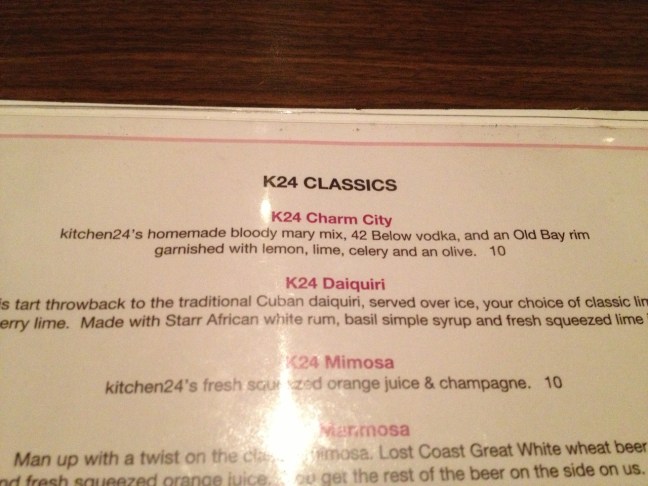 K24 CLASSICS
K24 Charm City
kitchen24's homemade bloody mary mix, 42 Below vodka, and an Old Bay rim
garnished with lemon, lime, celery and an olive. 10
K24 Daiquiri
is tart throwback to the traditional Cuban daiquiri, served over ice, your choice of classic lim
erry lime. Made with Starr African white rum, basil simple syrup and fresh squeezed lime
K24 Mimosa
kitchen24's fresh squeezed orange juice & champagne. 10
Man up with a twist on the mimosa. Lost Coast Great White wheat beer
nd fresh squeezed orange juice. get the rest of the beer on the side on us.